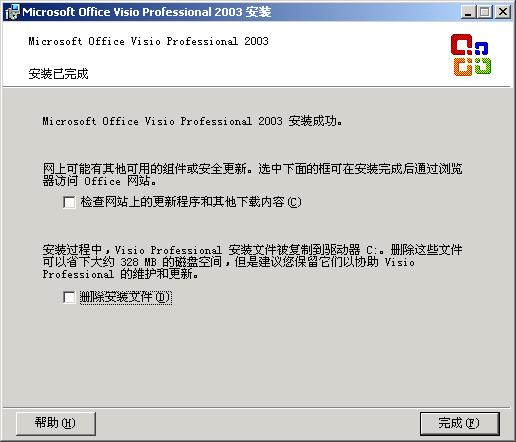 Microsoft Office Visio Professional 2003 安装
Microsoft Office Visio Professional 2003
安装已完成
Microsoft Office Visio Professional 2003 安装成功。
网上可能有其他可用的组件或安全更新。选中下面的框可在安装完成后通过浏览
器访问 Office 网站。
检查网站上的更新程序和其他下载内容(C)
安装过程中,Visio Professional 安装文件被复制到驱动器 C:。删除这些文件
可以省下大约 328 MB 的磁盘空间,但是建议您保留它们以协助 Visio
Professional 的维护和更新。
删除安装文件(D)
帮助(H)
完成(F)